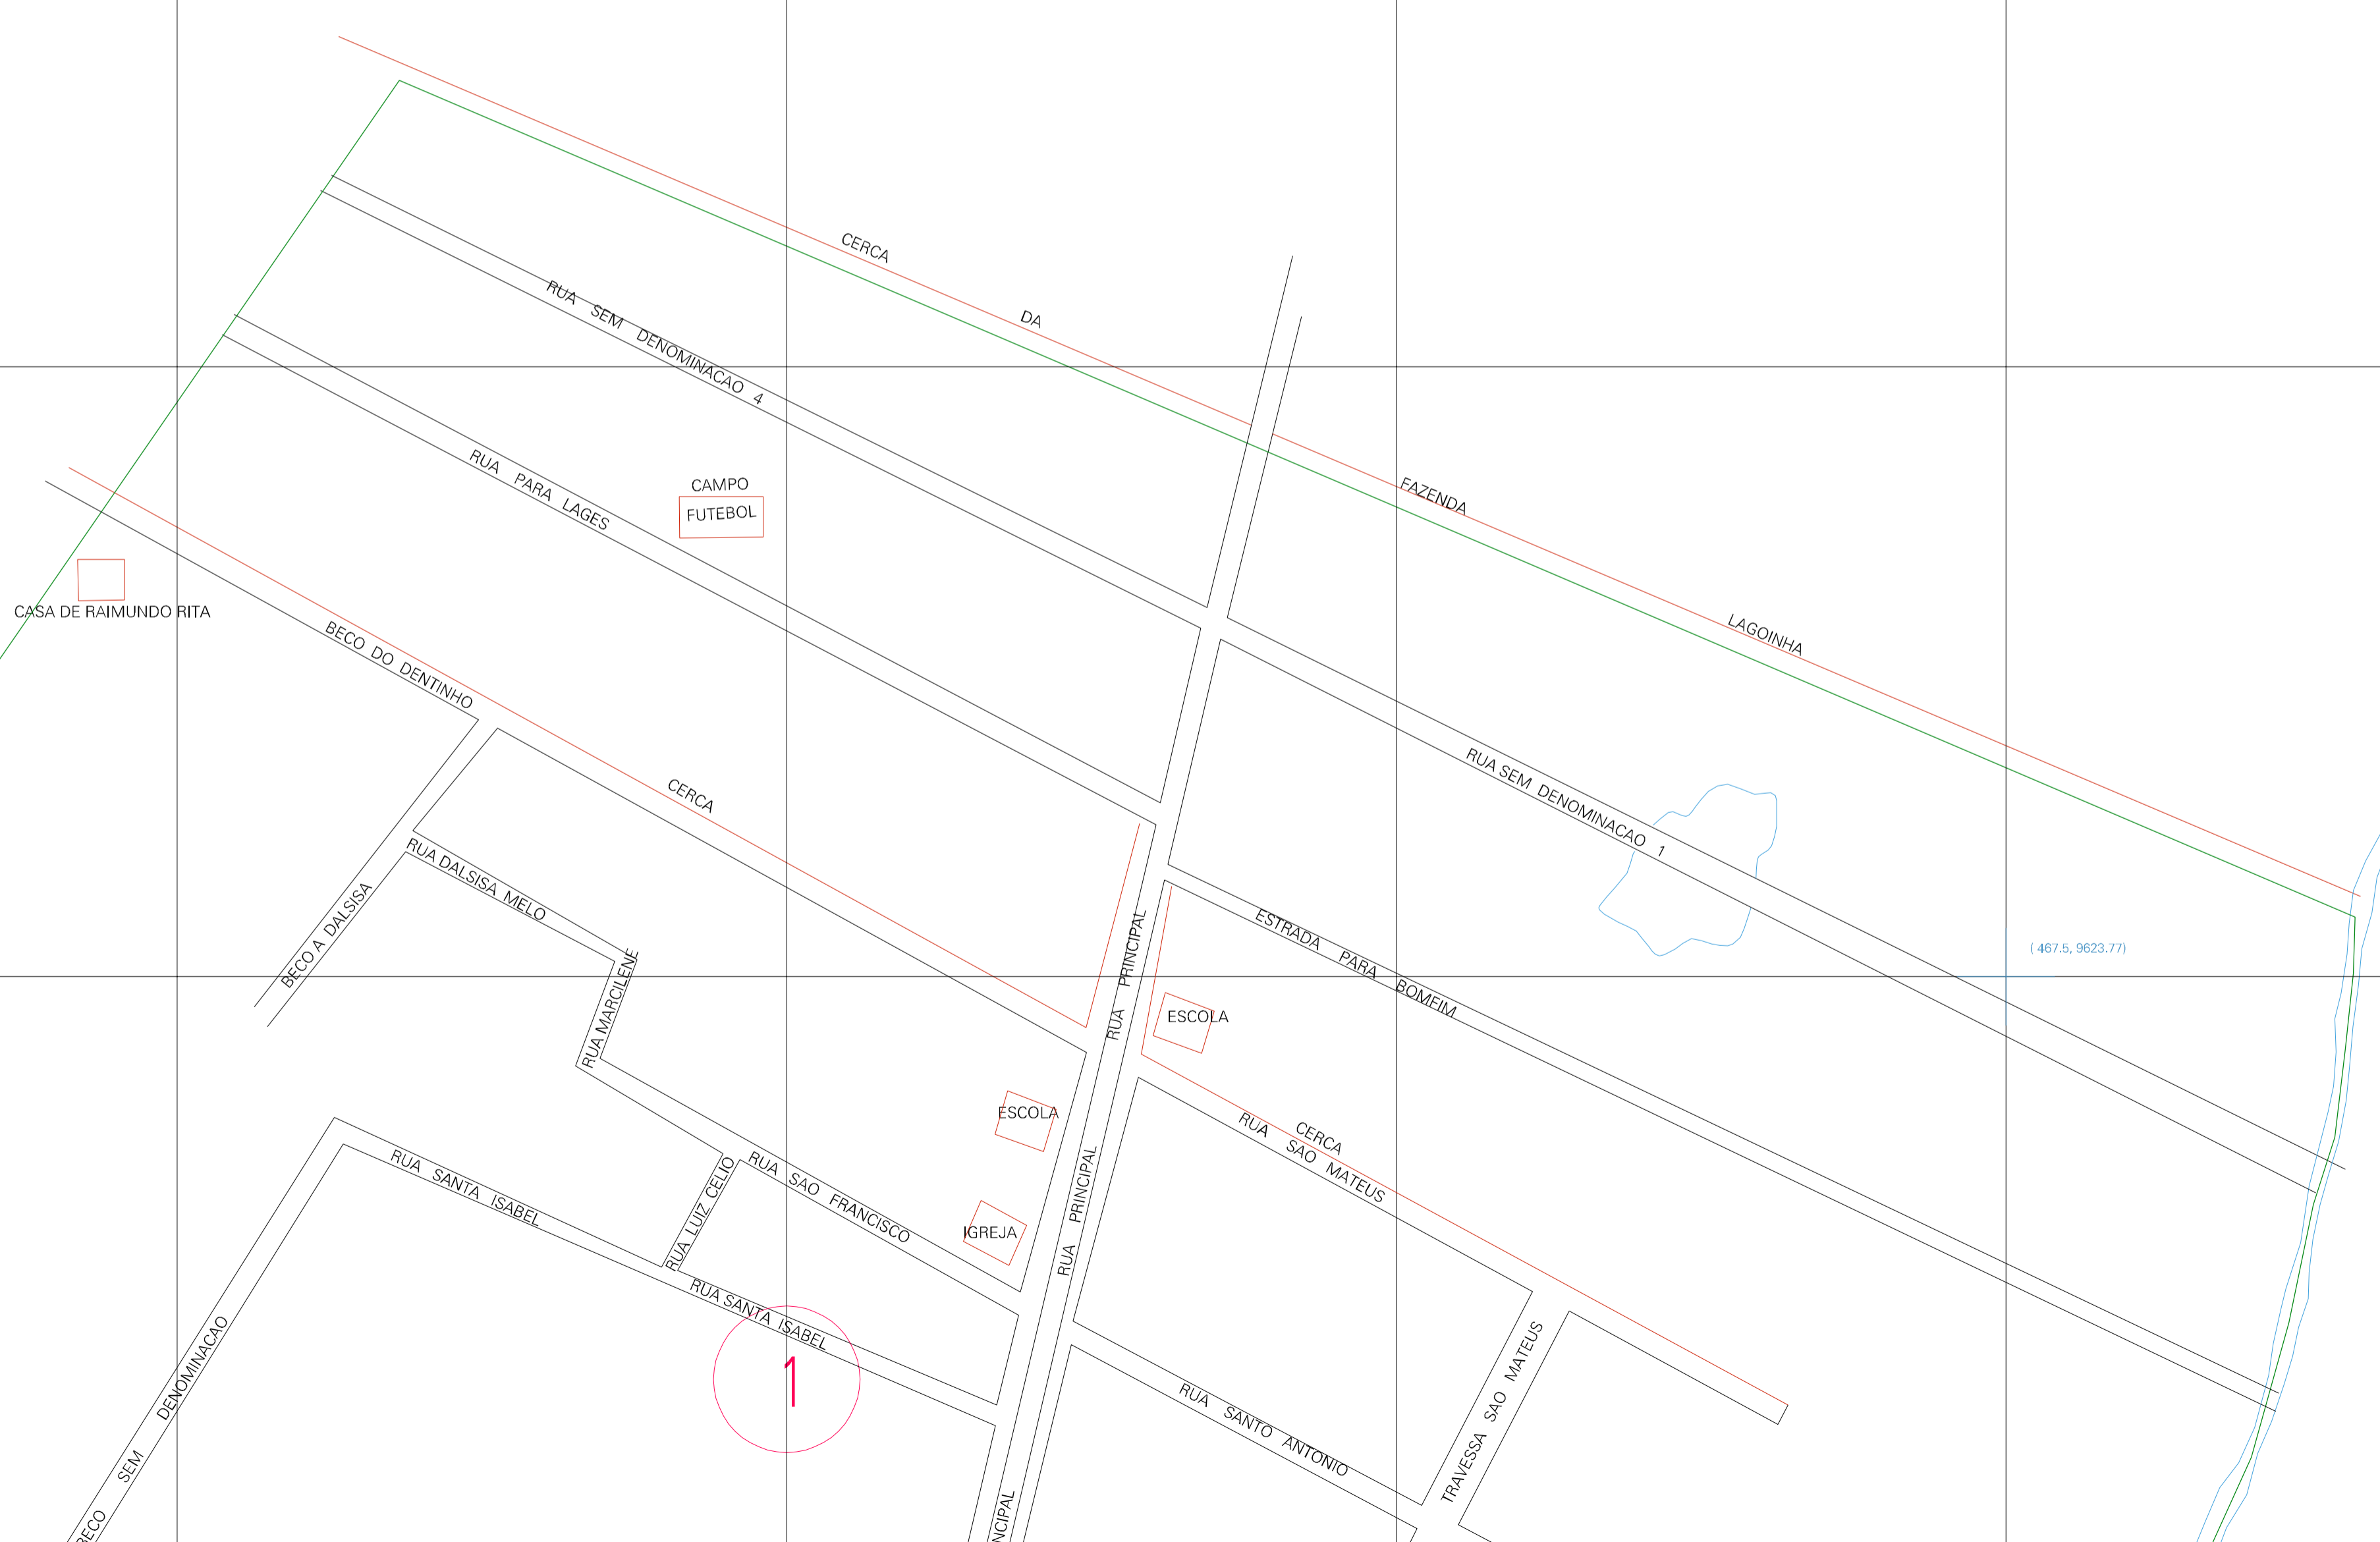 CERCA DA FAZENDA LAGOINHA
RUA SEM DENOMINACAO 4
RUA PARA LAGES
CAMPO
FUTEBOL
CASA DE RAIMUNDO RITA
BECO DO DENTINHO
CERCA
RUA SEM DENOMINACAO 1
RUA DALSISA MELO
BECO A DALSISA
RUA MARCILENE
RUA PRINCIPAL
ESTRADA PARA BOMFIM
( 467.5, 9623.77)
ESCOLA
ESCOLA
CERCA
RUA SAO MATEUS
RUA SANTA ISABEL
RUA LUIZ CELIO
RUA SAO FRANCISCO
IGREJA
RUA PRINCIPAL
RUA SANTA ISABEL
1
BECO SEM DENOMINACAO
RUA SANTO ANTONIO
TRAVESSA SAO MATEUS
NCIPAL